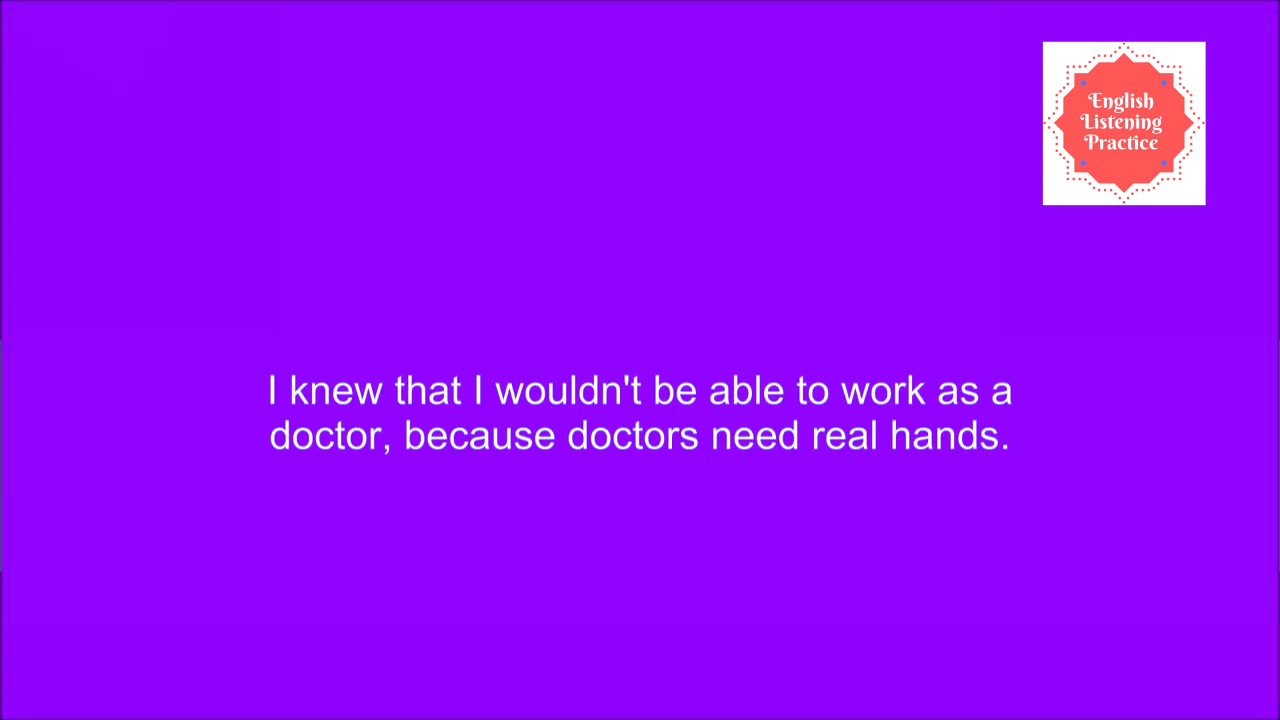 English
Listening
Practice
I knew that I wouldn't be able to work as a
doctor, because doctors need real hands.